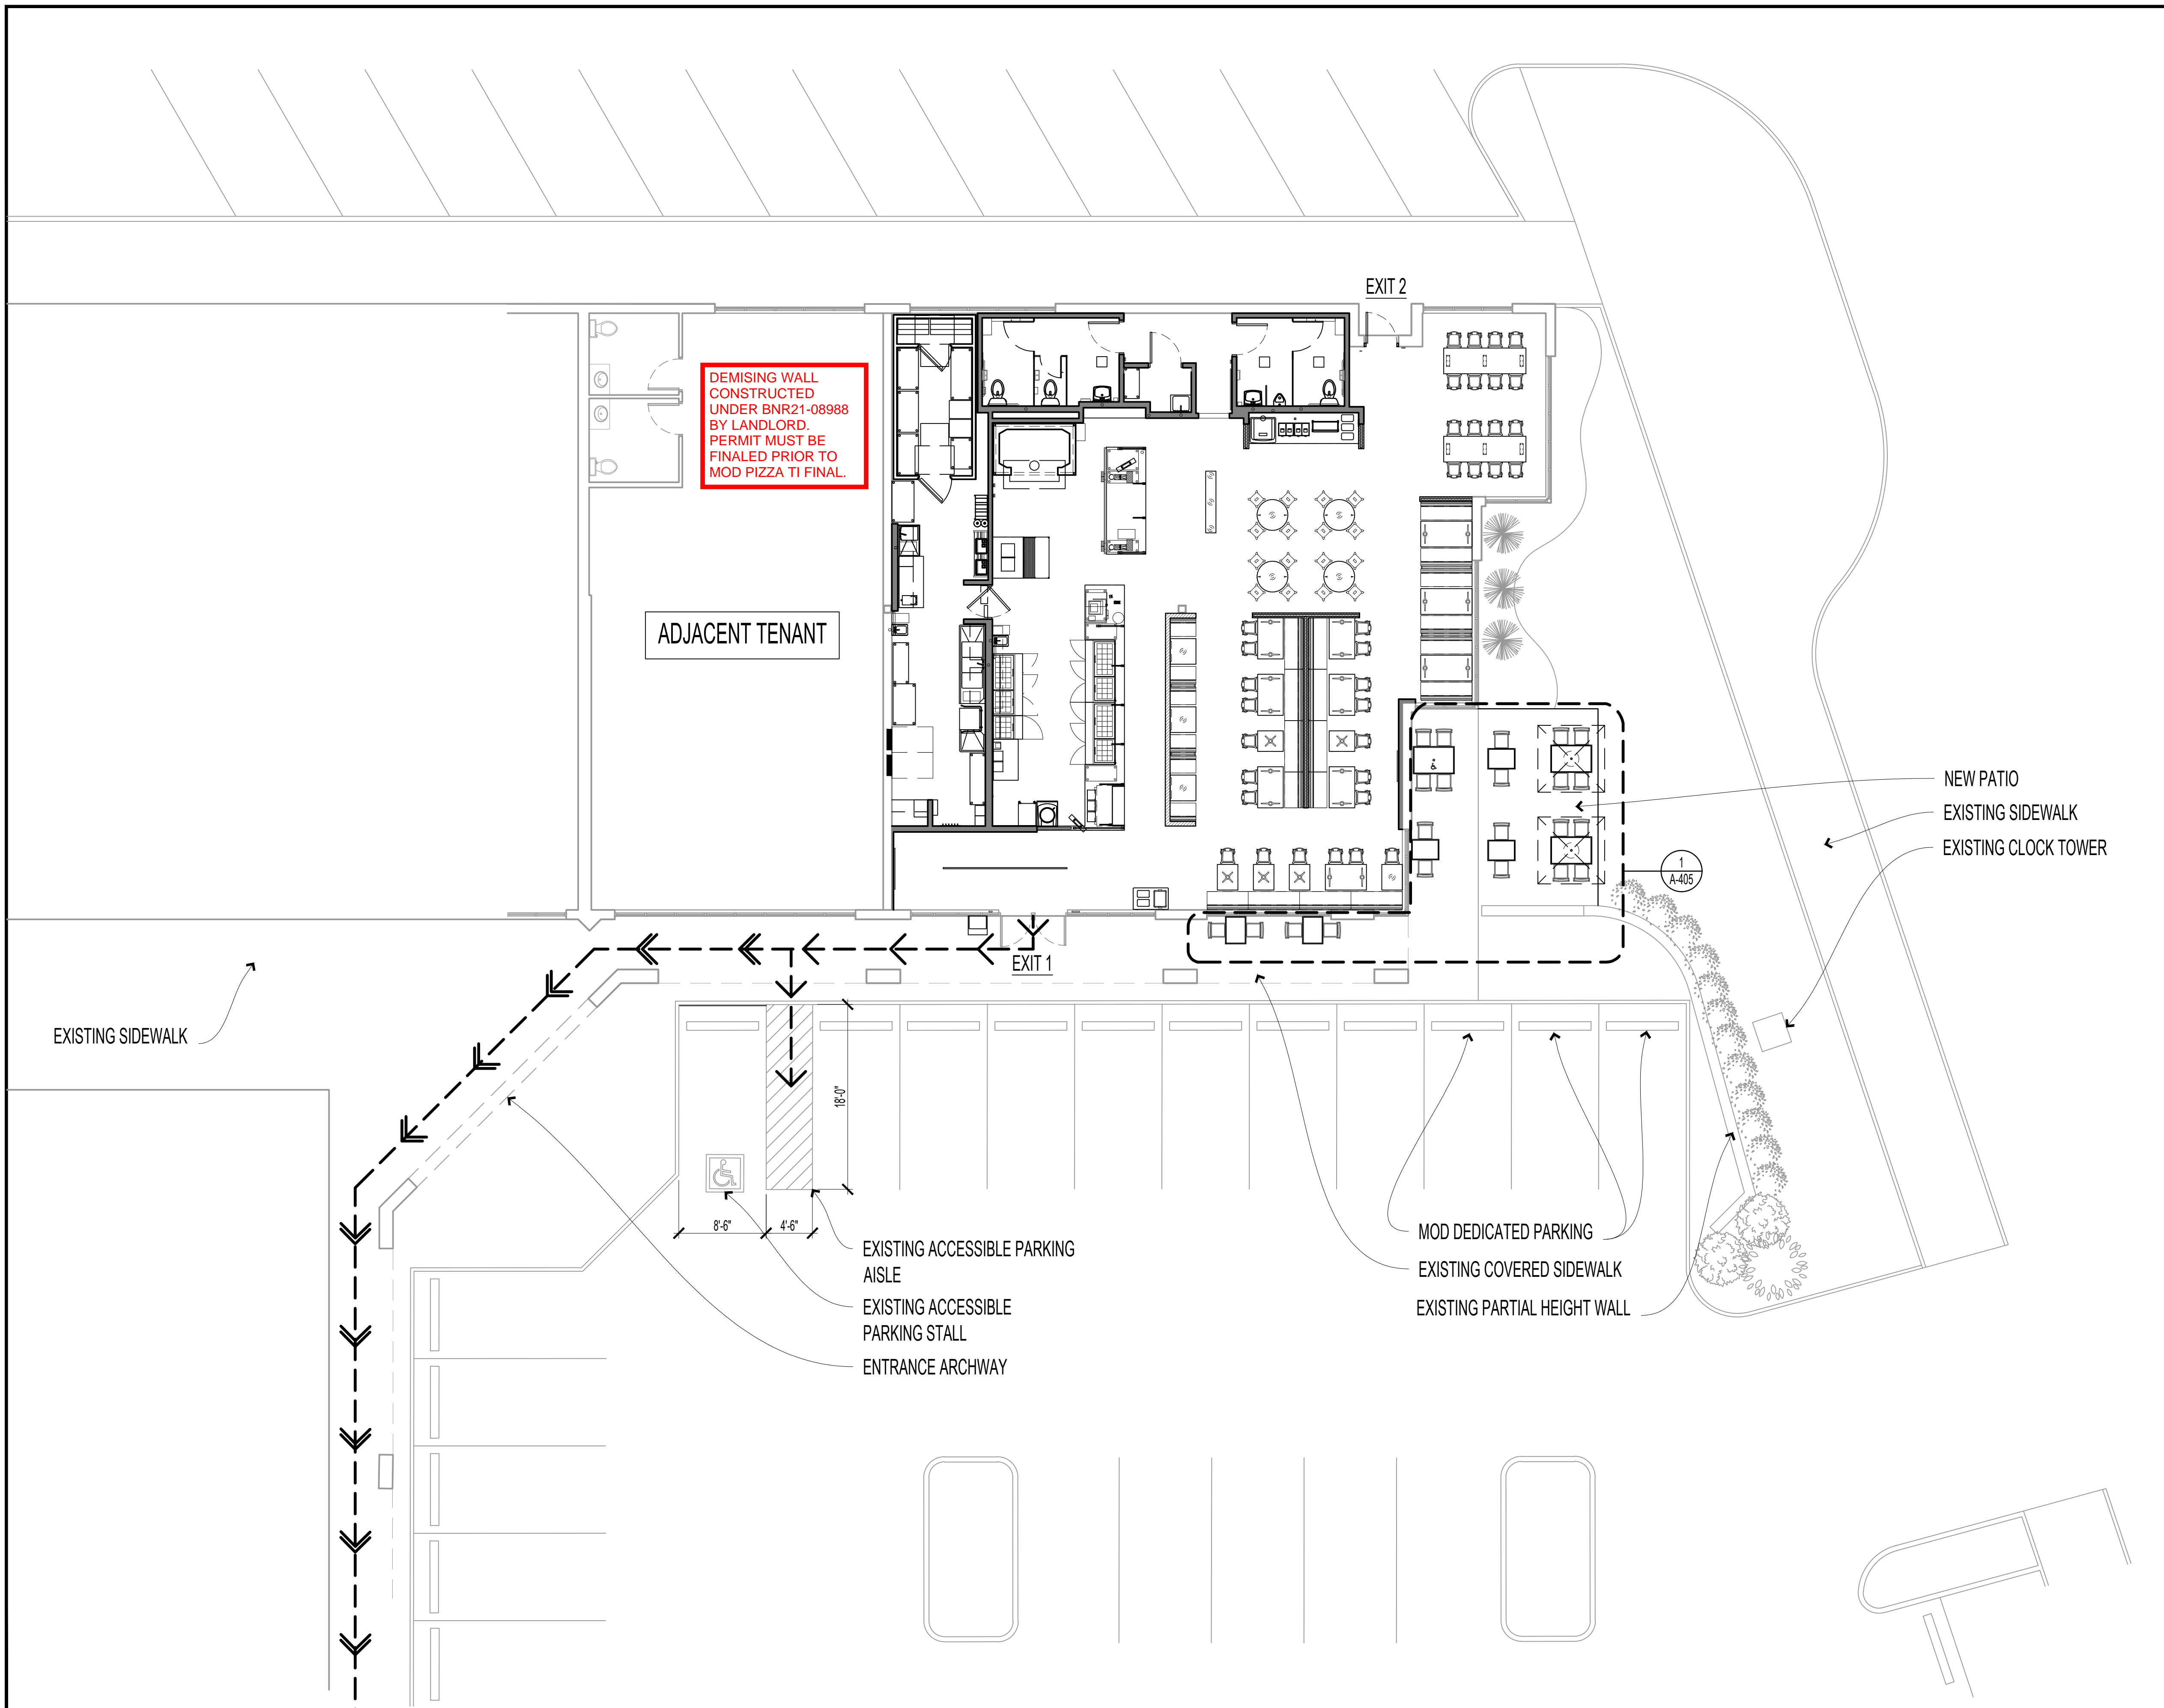 EXIT 2
DEMISING WALL
CONSTRUCTED
UNDER BNR21-08988
BY LANDLORD.
PERMIT MUST BE
FINALED PRIOR TO
MOD PIZZA TI FINAL.
ADJACENT TENANT
NEW PATIO
EXISTING SIDEWALK
EXISTING CLOCK TOWER
1
A-405
EXIT 1
EXISTING SIDEWALK
18'-0"
8'-6"
4'-6"
EXISTING ACCESSIBLE PARKING
AISLE
EXISTING ACCESSIBLE
PARKING STALL
ENTRANCE ARCHWAY
MOD DEDICATED PARKING
EXISTING COVERED SIDEWALK
EXISTING PARTIAL HEIGHT WALL